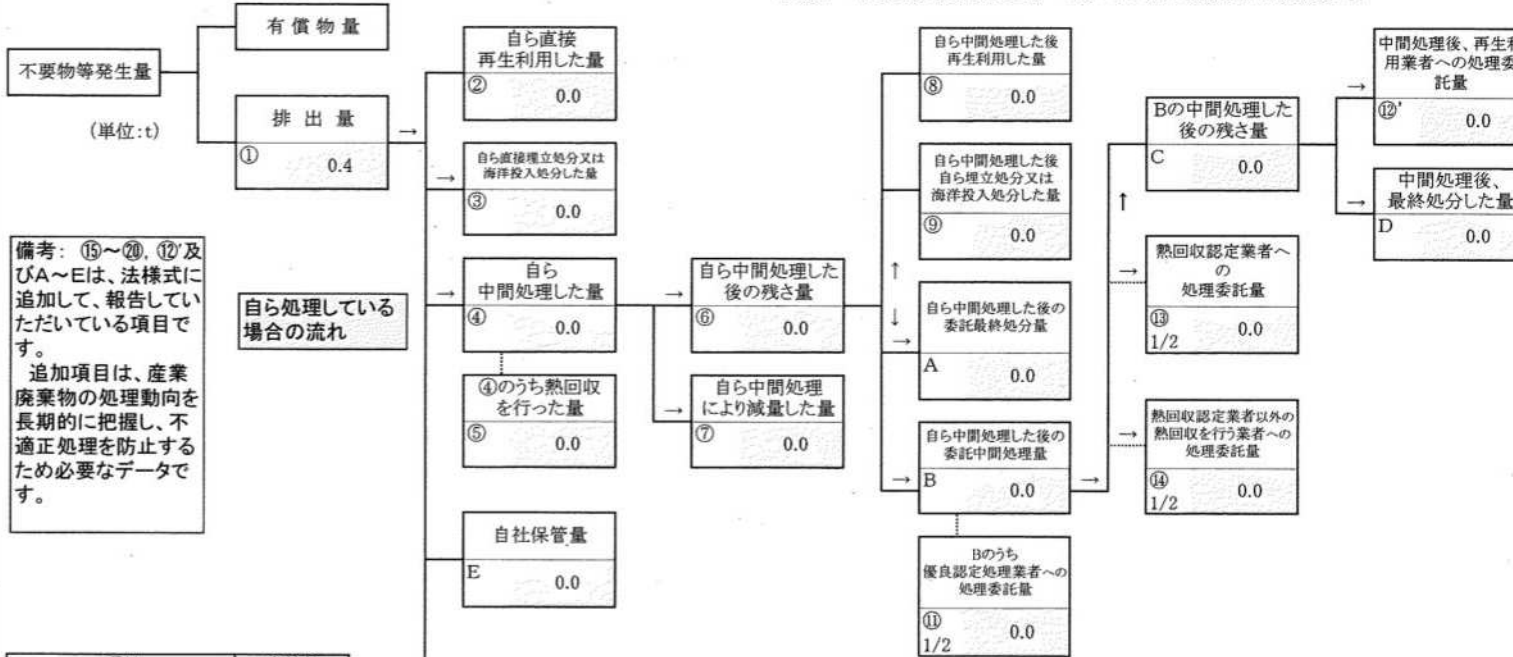 有償物量
不要物等発生量
(単位:t)
排出量
→
① 0.4
備考: ⑮～⑳, ⑫'及
びA～Eは、法様式に
追加して、報告してい
ただいている項目で
す。
追加項目は、産業
廃棄物の処理動向を
長期的に把握し、不
適正処理を防止する
ため必要なデータで
す。
自ら処理している
場合の流れ
→
自ら直接
再生利用した量
② 0.0
→
自ら直接埋立処分又は
海洋投入処分した量
③ 0.0
→
自ら
中間処理した量
④ 0.0
④のうち熱回収
を行った量
⑤ 0.0
自社保管量
E 0.0
→
自ら中間処理した
後の残さ量
⑥ 0.0
→
自ら中間処理
により減量した量
⑦ 0.0
自ら中間処理した後
再生利用した量
⑧ 0.0
自ら中間処理した後
自ら埋立処分又は
海洋投入処分した量
⑨ 0.0
↑
↓
→
自ら中間処理した後の
委託最終処分量
A 0.0
→
自ら中間処理した後の
委託中間処理量
B 0.0
→
Bのうち
優良認定処理業者への
処理委託量
⑪
1/2 0.0
Bの中間処理した
後の残さ量
C 0.0
↑
→
熱回収認定業者へ
の
処理委託量
⑬
1/2 0.0
→
熱回収認定業者以外の
熱回収を行う業者への
処理委託量
⑭
1/2 0.0
→
中間処理後、再生利
用業者への処理委
託量
⑫' 0.0
→
中間処理後、
最終処分した量
D 0.0